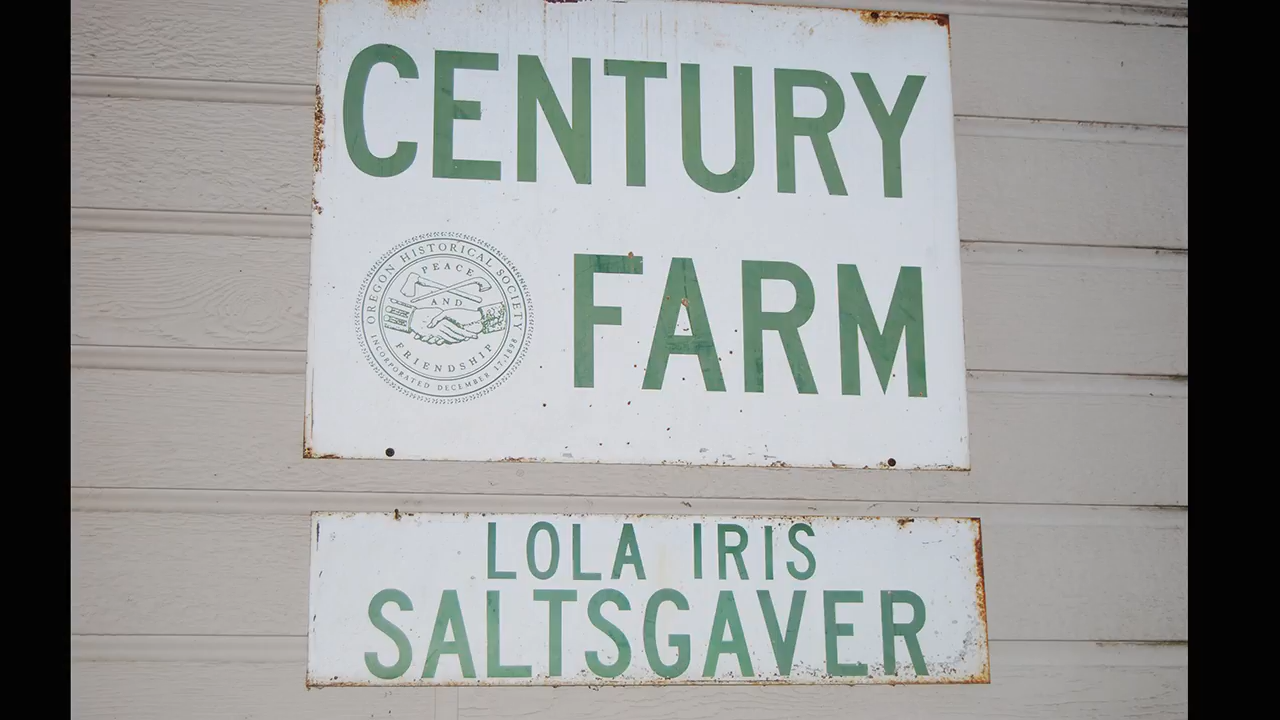 CENTURY
FARM
OREGON HISTORICAL SOCIETY
INCORPORATED DECEMBER 17, 1898
PEACE
AND
FRIENDSHIP
LOLA IRIS
SALTSGAVER